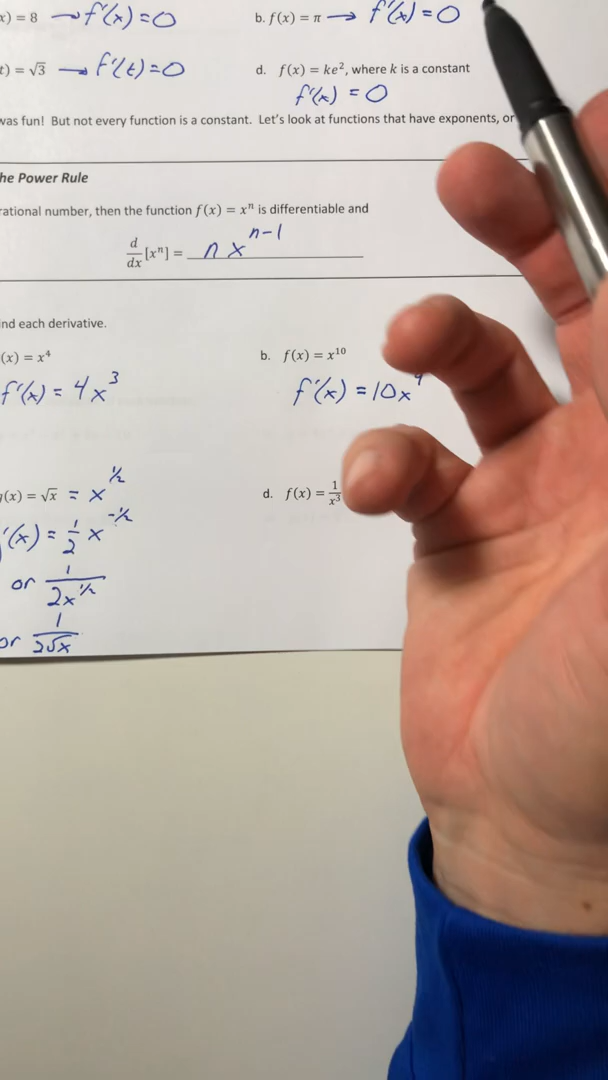 x) = 8 → f'(x) = 0
b. f(x) = π → f'(x) = 0
t) = √3 → f'(t) = 0
d. f(x) = ke², where k is a constant
f'(x) = 0
was fun! But not every function is a constant. Let's look at functions that have exponents, or
he Power Rule
rational number, then the function f(x) = xⁿ is differentiable and
d/dx [xⁿ] = n x^(n-1)
nd each derivative.
(x) = x⁴
b. f(x) = x¹⁰
f'(x) = 4x³
f'(x) = 10x⁹
(x) = √x = x^(1/2)
d. f(x) = 1/x³
'(x) = 1/2 x^(-1/2)
or 1/(2x^(1/2))
or 1/(2√x)